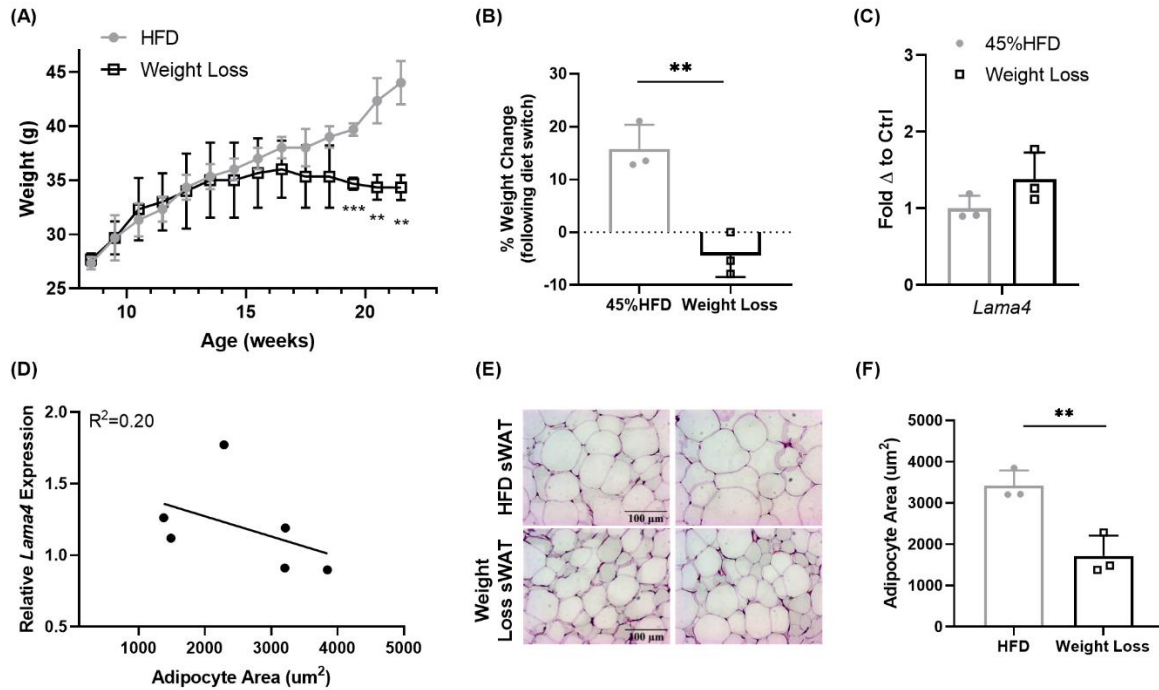 (A)
HFD
Weight Loss
Weight (g)
45
40
35
30
25
***
**
**
10
15
20
Age (weeks)
(B)
**
% Weight Change
(following diet switch)
30
20
10
0
-10
45%HFD
Weight Loss
(C)
45%HFD
Weight Loss
Fold Δ to Ctrl
3
2
1
0
Lama4
(D)
R²=0.20
Relative Lama4 Expression
2.0
1.5
1.0
0.5
1000
2000
3000
4000
5000
Adipocyte Area (um²)
(E)
HFD sWAT
100 μm
Weight
Loss sWAT
100 μm
(F)
**
Adipocyte Area (um²)
5000
4000
3000
2000
1000
0
HFD
Weight Loss